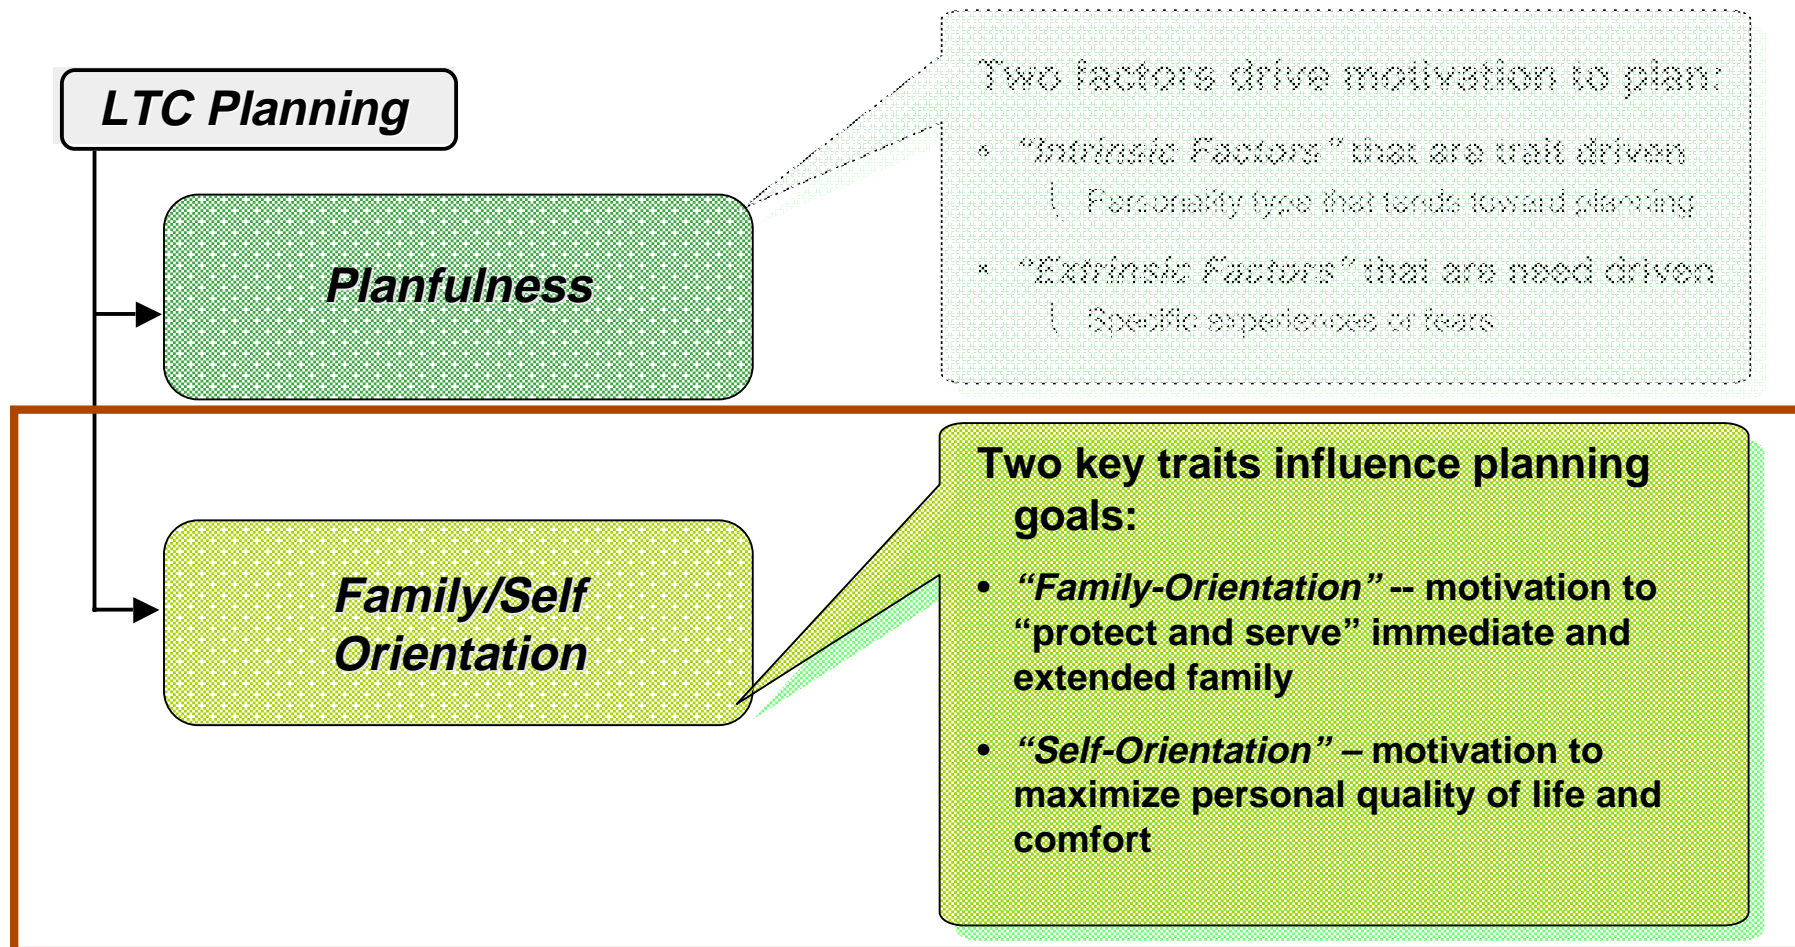 LTC Planning
Two factors drive motivation to plan:
• “Intrinsic Factors” that are trait driven
Personality type that tends toward planning
• “Extrinsic Factors” that are need driven
Specific experiences or fears
Planfulness
Two key traits influence planning
goals:
• “Family-Orientation” -- motivation to
“protect and serve” immediate and
extended family
• “Self-Orientation” – motivation to
maximize personal quality of life and
comfort
Family/Self
Orientation